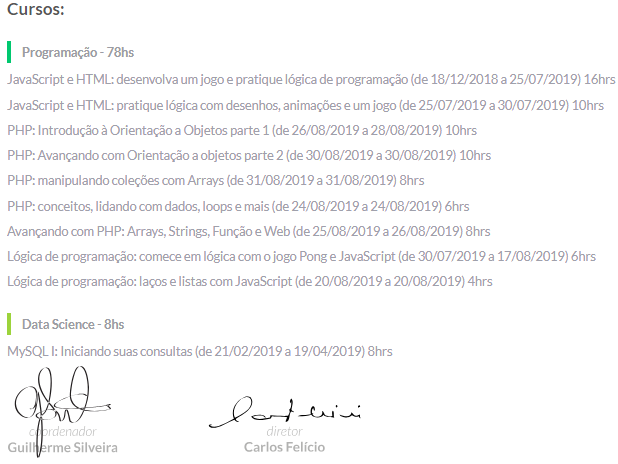 Cursos:
Programação - 78hs
JavaScript e HTML: desenvolva um jogo e pratique lógica de programação (de 18/12/2018 a 25/07/2019) 16hrs
JavaScript e HTML: pratique lógica com desenhos, animações e um jogo (de 25/07/2019 a 30/07/2019) 10hrs
PHP: Introdução à Orientação a Objetos parte 1 (de 26/08/2019 a 28/08/2019) 10hrs
PHP: Avançando com Orientação a objetos parte 2 (de 30/08/2019 a 30/08/2019) 10hrs
PHP: manipulando coleções com Arrays (de 31/08/2019 a 31/08/2019) 8hrs
PHP: conceitos, lidando com dados, loops e mais (de 24/08/2019 a 24/08/2019) 6hrs
Avançando com PHP: Arrays, Strings, Função e Web (de 25/08/2019 a 26/08/2019) 8hrs
Lógica de programação: comece em lógica com o jogo Pong e JavaScript (de 30/07/2019 a 17/08/2019) 6hrs
Lógica de programação: laços e listas com JavaScript (de 20/08/2019 a 20/08/2019) 4hrs
Data Science - 8hs
MySQL I: Iniciando suas consultas (de 21/02/2019 a 19/04/2019) 8hrs
coordenador
Guilherme Silveira
diretor
Carlos Felício